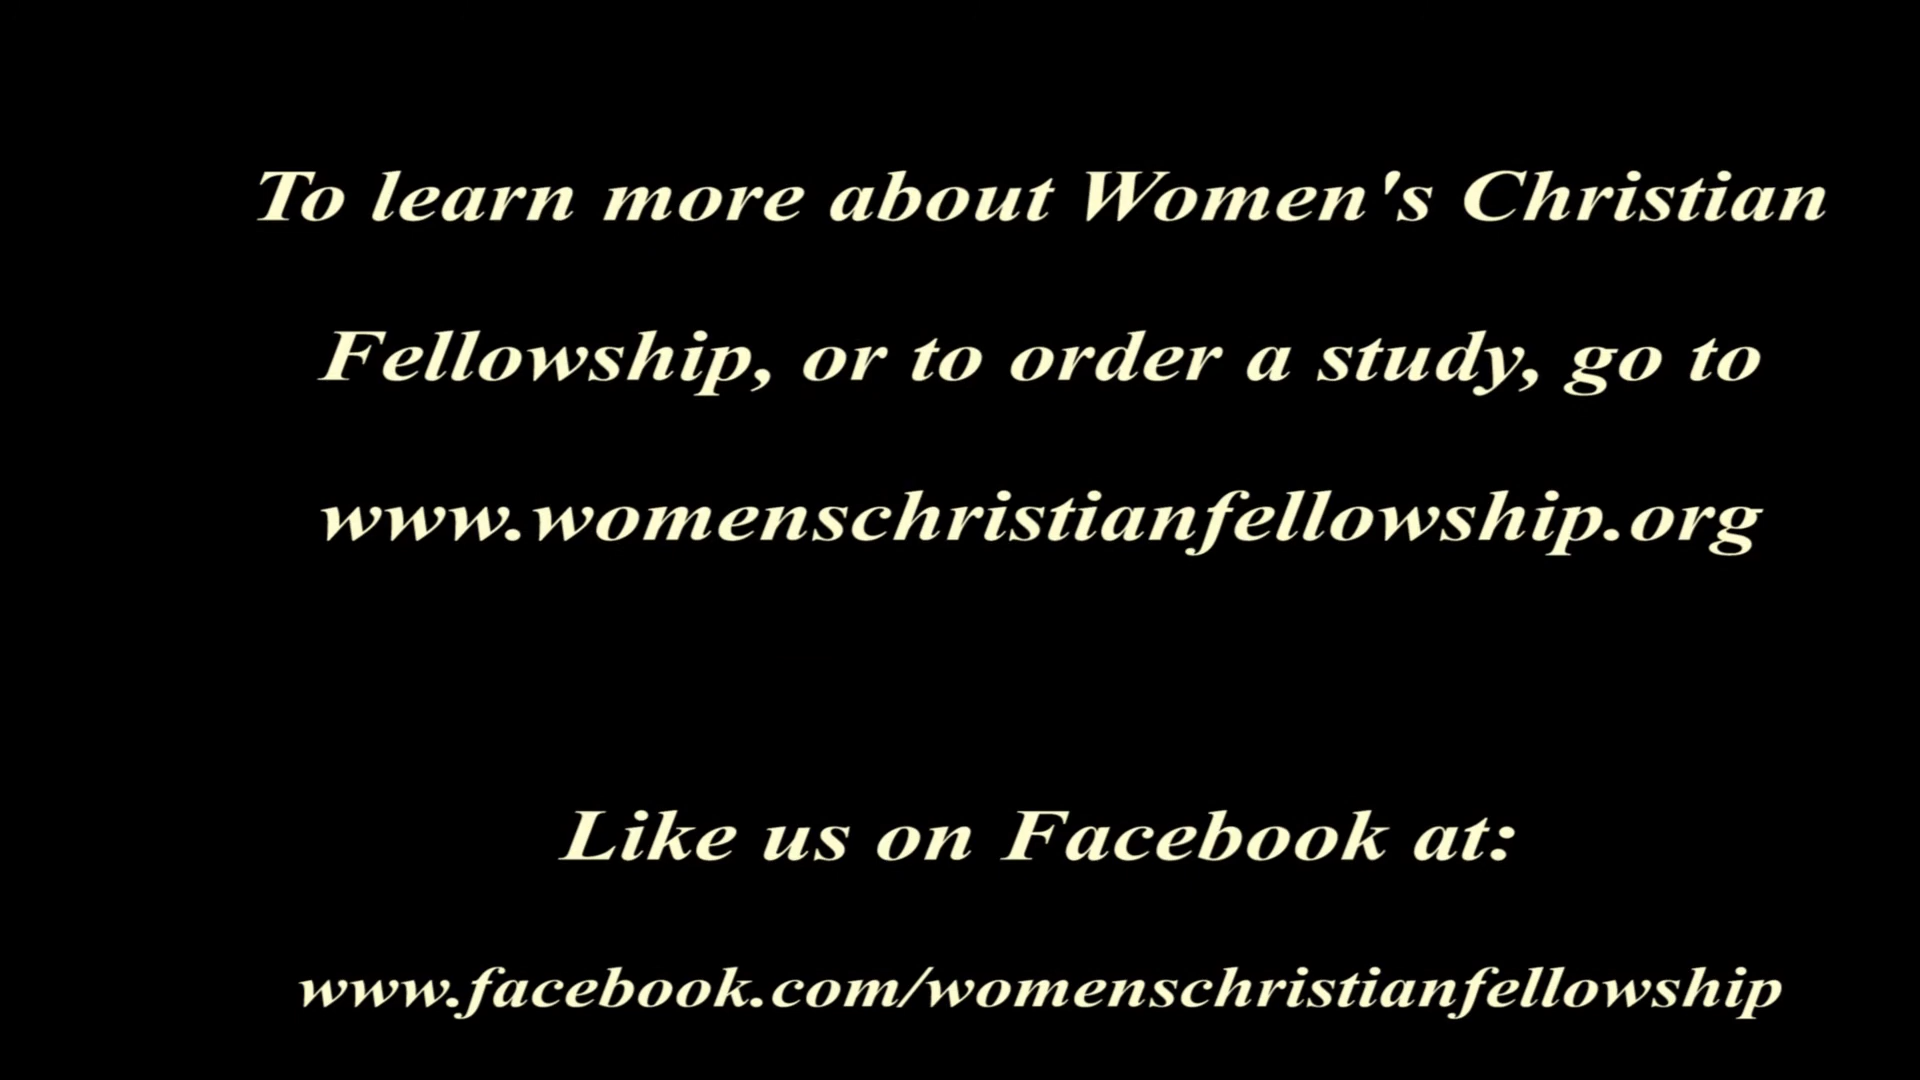 To learn more about Women's Christian
Fellowship, or to order a study, go to
www.womenschristianfellowship.org
Like us on Facebook at:
www.facebook.com/womenschristianfellowship